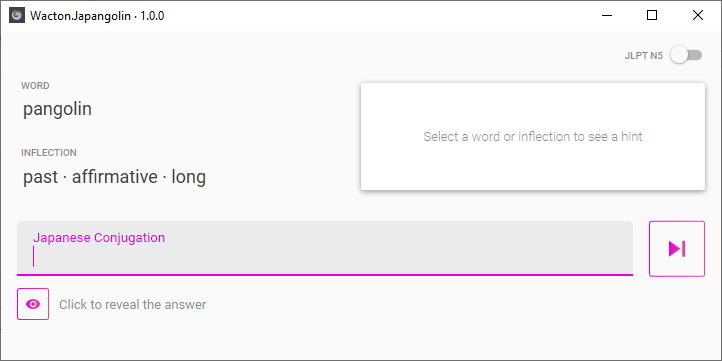 Wacton.Japangolin · 1.0.0
JLPT N5
WORD
pangolin
Select a word or inflection to see a hint
INFLECTION
past · affirmative · long
Japanese Conjugation
Click to reveal the answer